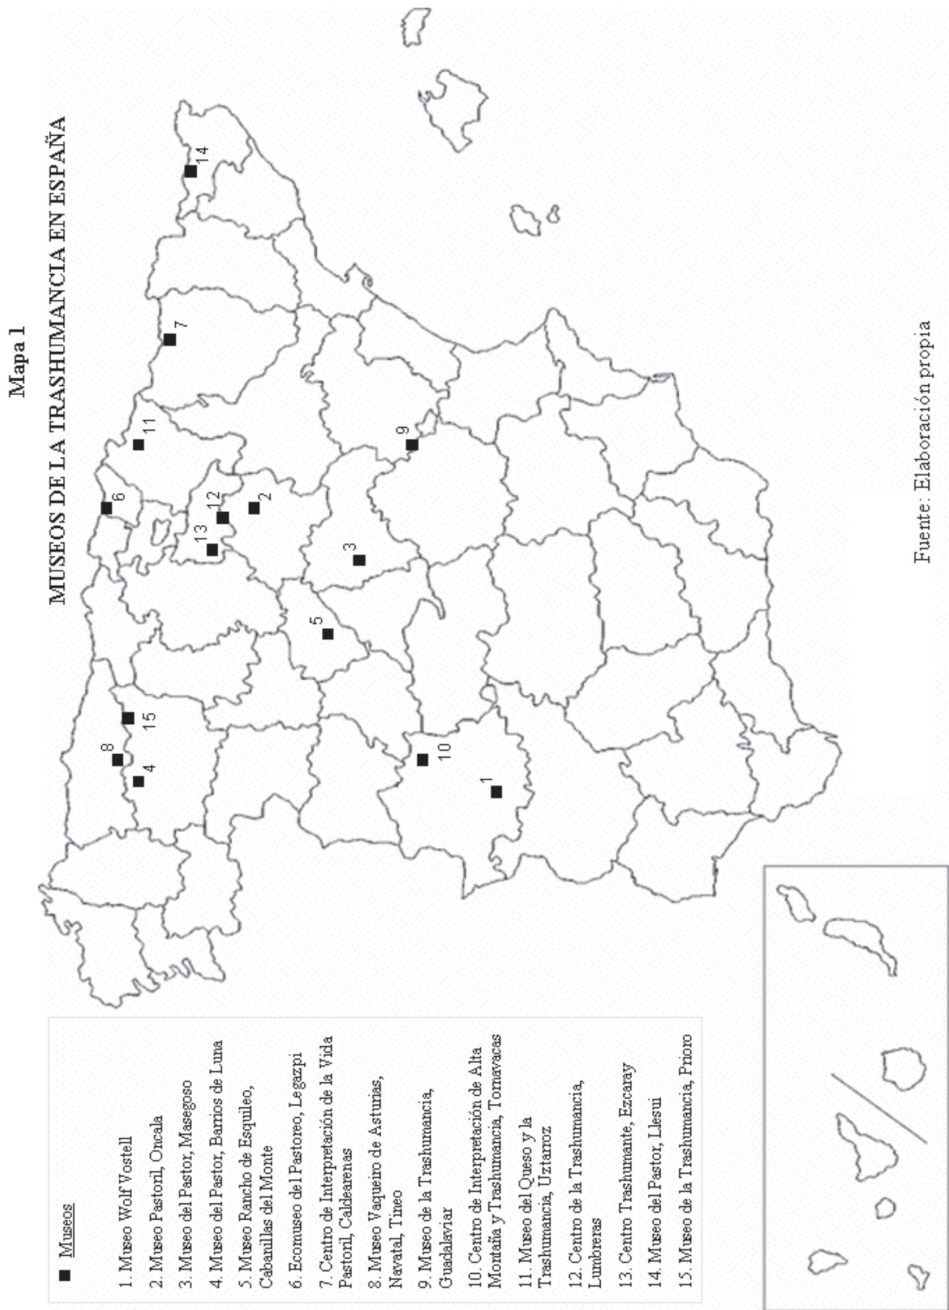 Mapa 1
MUSEOS DE LA TRASHUMANCIA EN ESPAÑA
Museos
1. Museo Wolf Vostell
2. Museo Pastoril, Oncala
3. Museo del Pastor, Masegoso
4. Museo del Pastor, Barrios de Luna
5. Museo Rancho de Esquileo,
Cabanillas del Monte
6. Ecomuseo del Pastoreo, Legazpi
7. Centro de Interpretación de la Vida
Pastoril, Caldearenas
8. Museo Vaqueiro de Asturias,
Navatal, Tineo
9. Museo de la Trashumancia,
Guadalaviar
10. Centro de Interpretación de Alta
Montaña y Trashumancia, Tornavacas
11. Museo del Queso y la
Trashumancia, Uztarroz
12. Centro de la Trashumancia,
Lumbreras
13. Centro Trashumante, Ezcaray
14. Museo del Pastor, Llesui
15. Museo de la Trashumancia, Prioro
8
4
15
6
11
13
12
2
7
14
5
3
9
10
1
Fuente: Elaboración propia